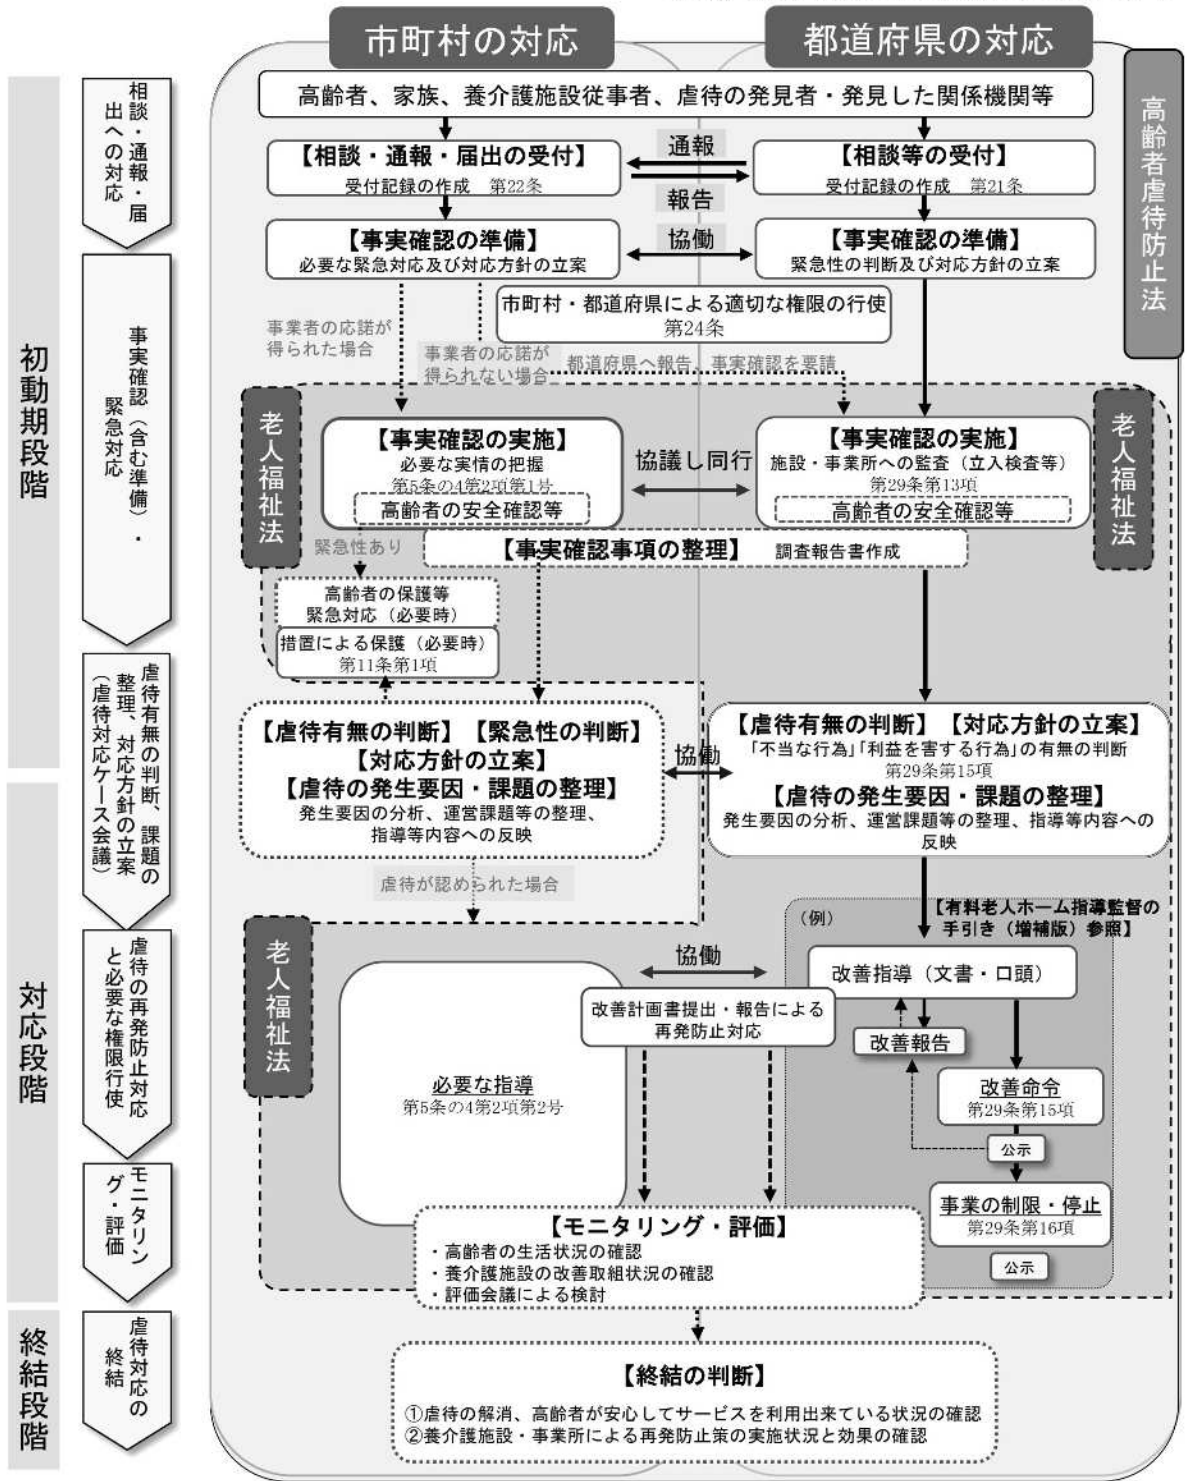 市町村の対応
都道府県の対応
高齢者虐待防止法
高齢者、家族、養介護施設従事者、虐待の発見者・発見した関係機関等
初動期段階
相談・通報・届
出への対応
【相談・通報・届出の受付】
受付記録の作成 第22条
通報
報告
【相談等の受付】
受付記録の作成 第21条
【事実確認の準備】
必要な緊急対応及び対応方針の立案
協働
【事実確認の準備】
緊急性の判断及び対応方針の立案
市町村・都道府県による適切な権限の行使
第24条
事業者の応諾が
得られた場合
事業者の応諾が
得られない場合
都道府県へ報告、事実確認を要請
事実確認（含む準備）・
緊急対応
老人福祉法
【事実確認の実施】
必要な実情の把握
第5条の4第2項第1号
高齢者の安全確認等
協議し同行
【事実確認の実施】
施設・事業所への監査（立入検査等）
第29条第13項
高齢者の安全確認等
老人福祉法
緊急性あり
【事実確認事項の整理】 調査報告書作成
高齢者の保護等
緊急対応（必要時）
措置による保護（必要時）
第11条第1項
虐待有無の判断、課題の
整理、対応方針の立案
（虐待対応ケース会議）
【虐待有無の判断】【緊急性の判断】
【対応方針の立案】
【虐待の発生要因・課題の整理】
発生要因の分析、運営課題等の整理、
指導等内容への反映
協働
【虐待有無の判断】【対応方針の立案】
「不当な行為」「利益を害する行為」の有無の判断
第29条第15項
【虐待の発生要因・課題の整理】
発生要因の分析、運営課題等の整理、指導等内容への
反映
虐待が認められた場合
対応段階
虐待の再発防止対応
と必要な権限行使
老人福祉法
必要な指導
第5条の4第2項第2号
協働
改善計画書提出・報告による
再発防止対応
（例）
【有料老人ホーム指導監督の
手引き（増補版）参照】
改善指導（文書・口頭）
改善報告
改善命令
第29条第15項
公示
事業の制限・停止
第29条第16項
公示
モニタリン
グ・評価
【モニタリング・評価】
・高齢者の生活状況の確認
・養介護施設の改善取組状況の確認
・評価会議による検討
終結段階
虐待対応の
終結
【終結の判断】
①虐待の解消、高齢者が安心してサービスを利用出来ている状況の確認
②養介護施設・事業所による再発防止策の実施状況と効果の確認